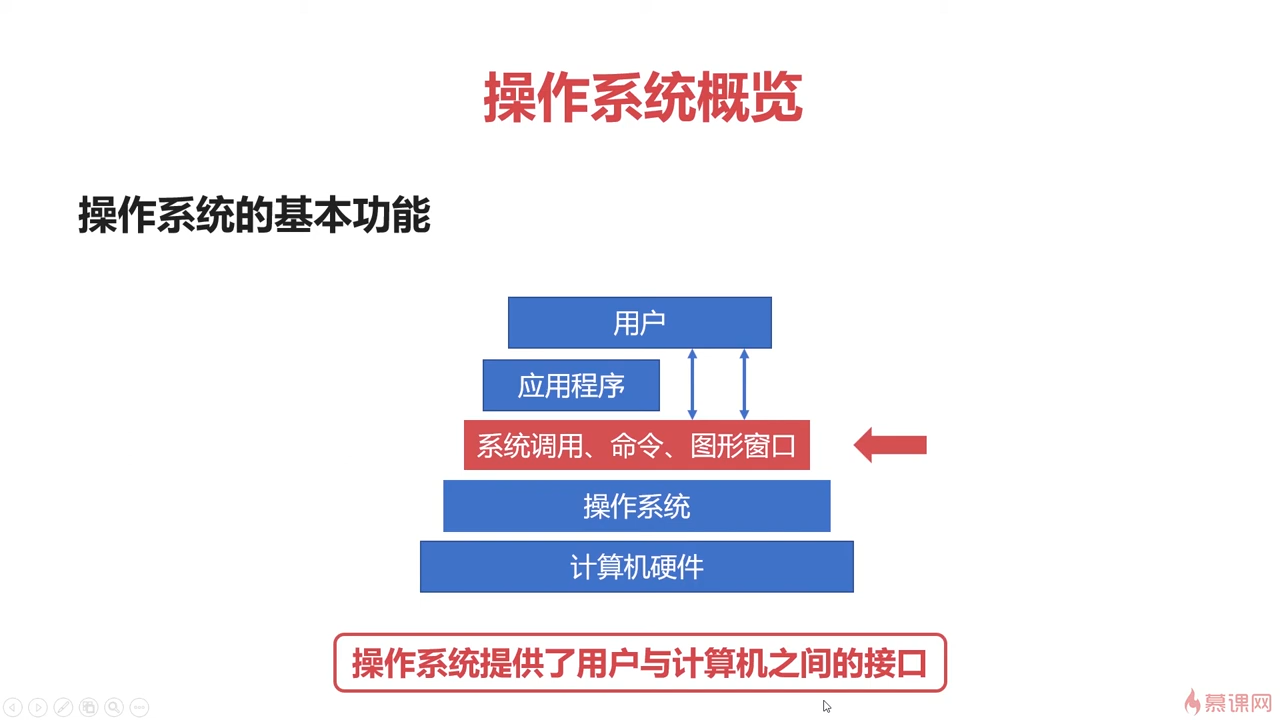 操作系统概览
操作系统的基本功能
用户
应用程序
系统调用、命令、图形窗口
操作系统
计算机硬件
操作系统提供了用户与计算机之间的接口
慕课网